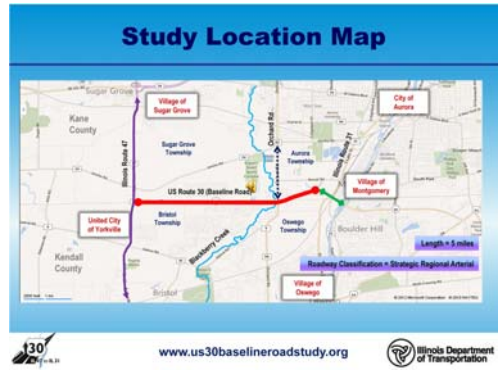 Study Location Map
Sugar Grove
Village of
Sugar Grove
City of
Aurora
Kane
County
Illinois Route 47
Sugar Grove
Township
Orchard Rd
Aurora
Township
Illinois Route 31
US Route 30 (Baseline Road)
Village of
Montgomery
United City
of Yorkville
Bristol
Township
Blackberry Creek
Oswego
Township
Boulder Hill
Length = 5 miles
Kendall
County
Roadway Classification = Strategic Regional Arterial
Bristol
Village of
Oswego
30
www.us30baselineroadstudy.org
Illinois Department
of Transportation